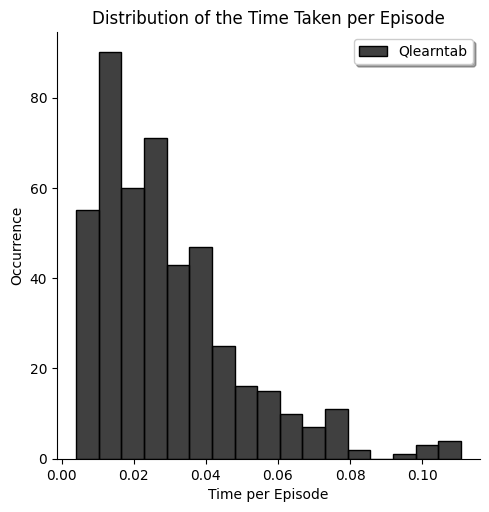 Distribution of the Time Taken per Episode
Qlearntab
80
60
40
20
0
Occurrence
0.00 0.02 0.04 0.06 0.08 0.10
Time per Episode